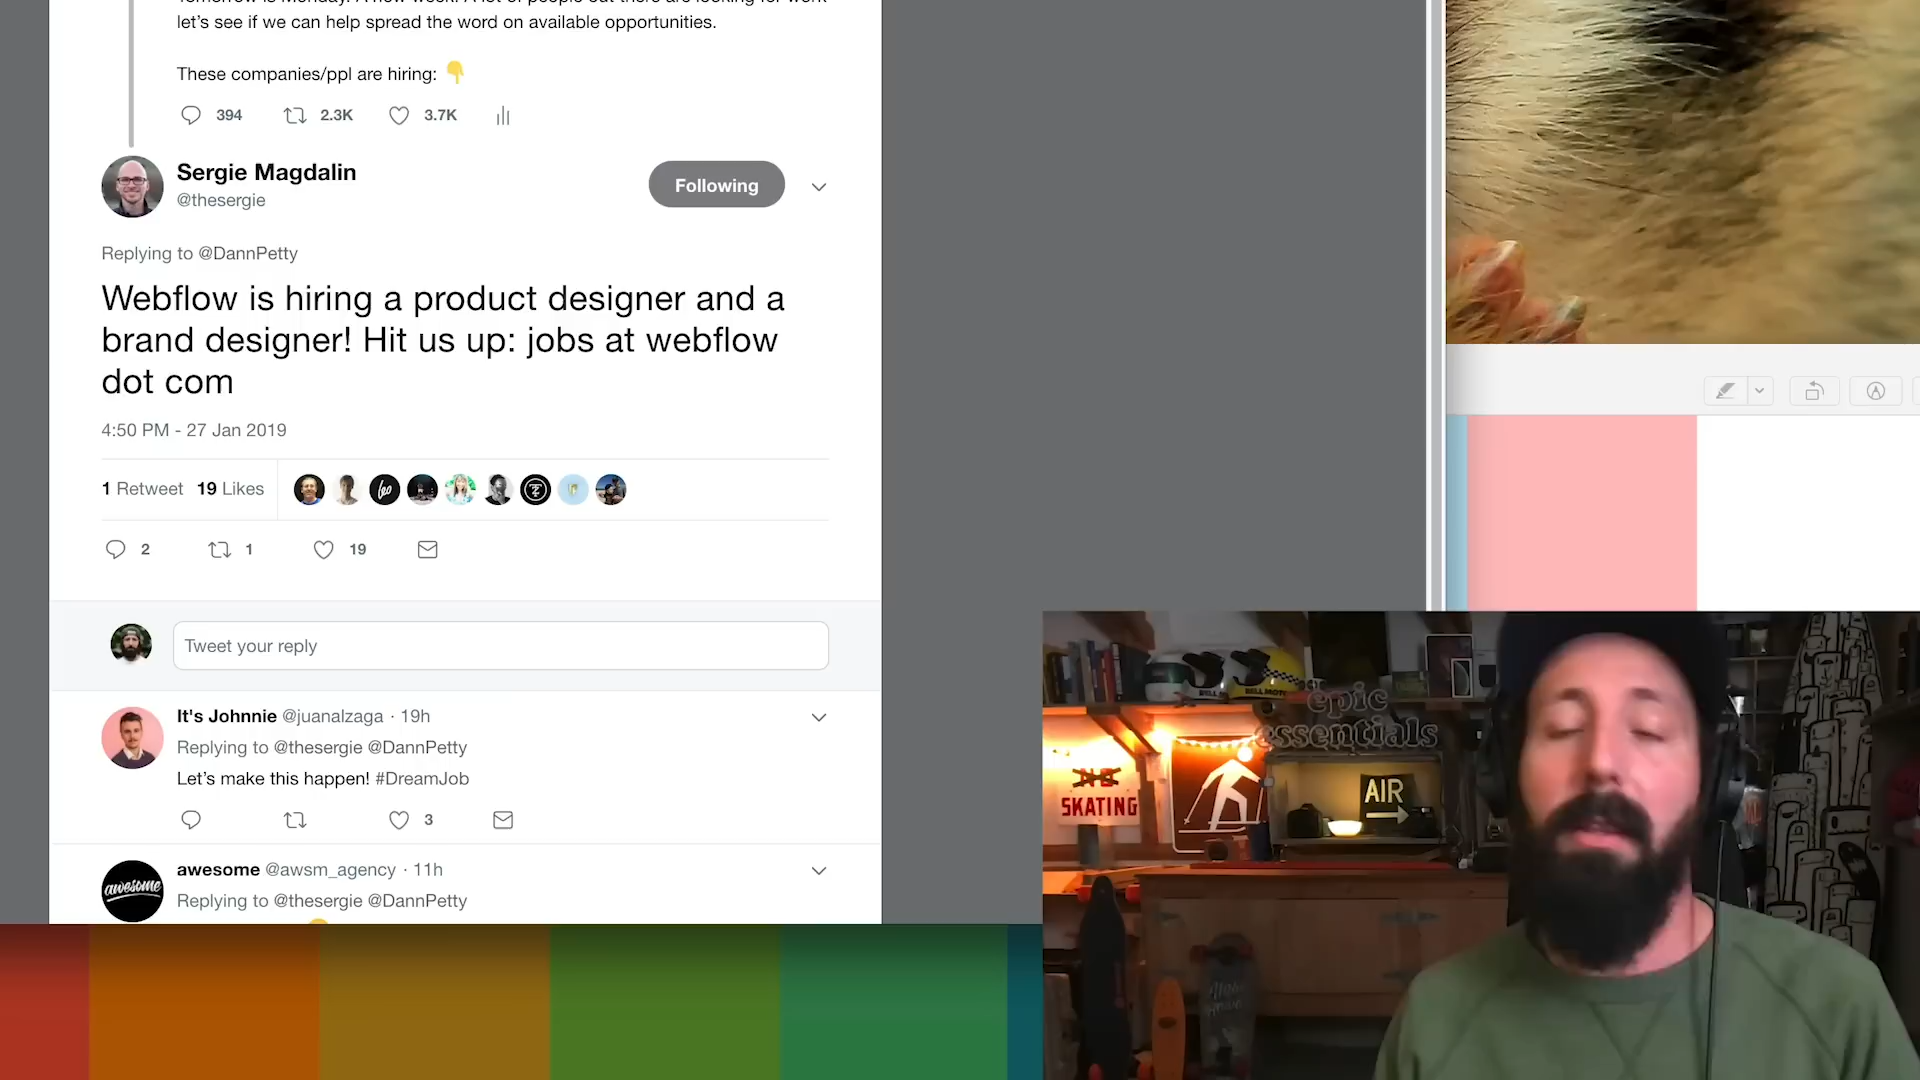 let's see if we can help spread the word on available opportunities.
These companies/ppl are hiring: 👇
394 2.3K 3.7K
Sergie Magdalin
@thesergie
Following
Replying to @DannPetty
Webflow is hiring a product designer and a
brand designer! Hit us up: jobs at webflow
dot com
4:50 PM - 27 Jan 2019
1 Retweet 19 Likes
2 1 19
Tweet your reply
It's Johnnie @juanalzaga · 19h
Replying to @thesergie @DannPetty
Let's make this happen! #DreamJob
3
awesome @awsm_agency · 11h
Replying to @thesergie @DannPetty
awesome
BELL
BELL
epic
essentials
NO
SKATING
AIR